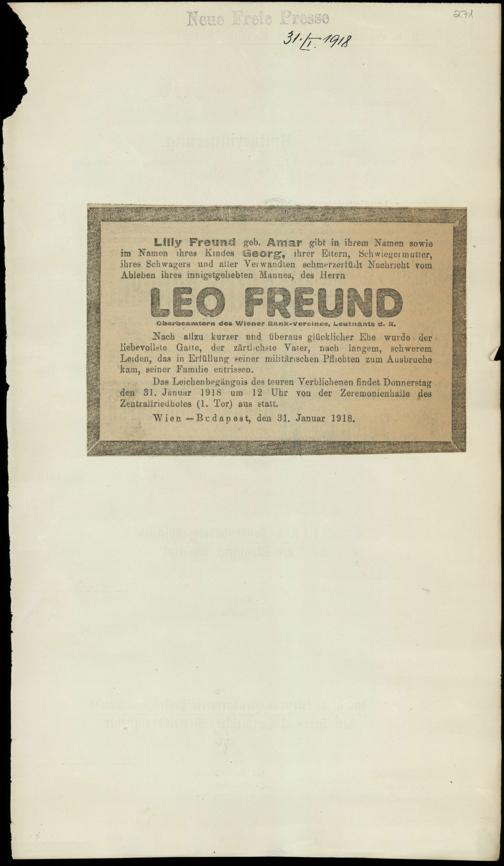 Neue Freie Presse
271
31./I. 1918
Lilly Freund geb. Amar gibt in ihrem Namen sowie
im Namen ihres Kindes Georg, ihrer Eltern, Schwiegermutter,
ihres Schwagers und aller Verwandten schmerzerfüllt Nachricht vom
Ableben ihres innigstgeliebten Mannes, des Herrn
LEO FREUND
Oberbeamten des Wiener Bank-Vereines, Leutnants d. R.
Nach allzu kurzer und überaus glücklicher Ehe wurde der
liebevollste Gatte, der zärtlichste Vater, nach langem, schwerem
Leiden, das in Erfüllung seiner militärischen Pflichten zum Ausbruche
kam, seiner Familie entrissen.
Das Leichenbegängnis des teuren Verblichenen findet Donnerstag
den 31. Januar 1918 um 12 Uhr von der Zeremonienhalle des
Zentralfriedhofes (1. Tor) aus statt.
Wien—Budapest, den 31. Januar 1918.